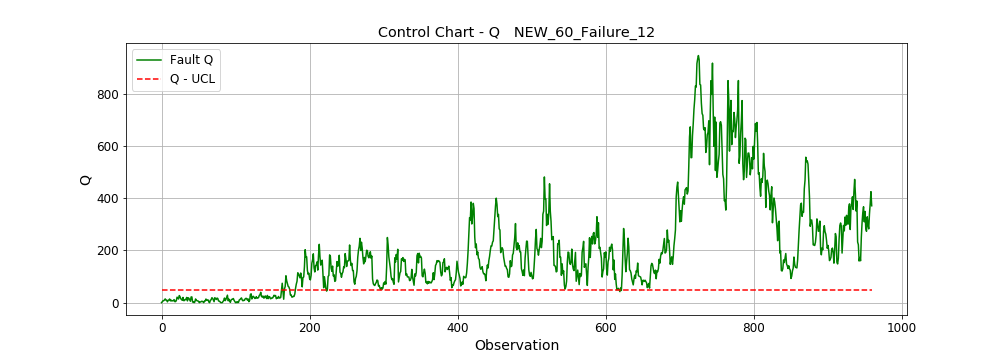 Control Chart - Q   NEW_60_Failure_12
Fault Q
Q - UCL
Q
800
600
400
200
0
0 200 400 600 800 1000
Observation